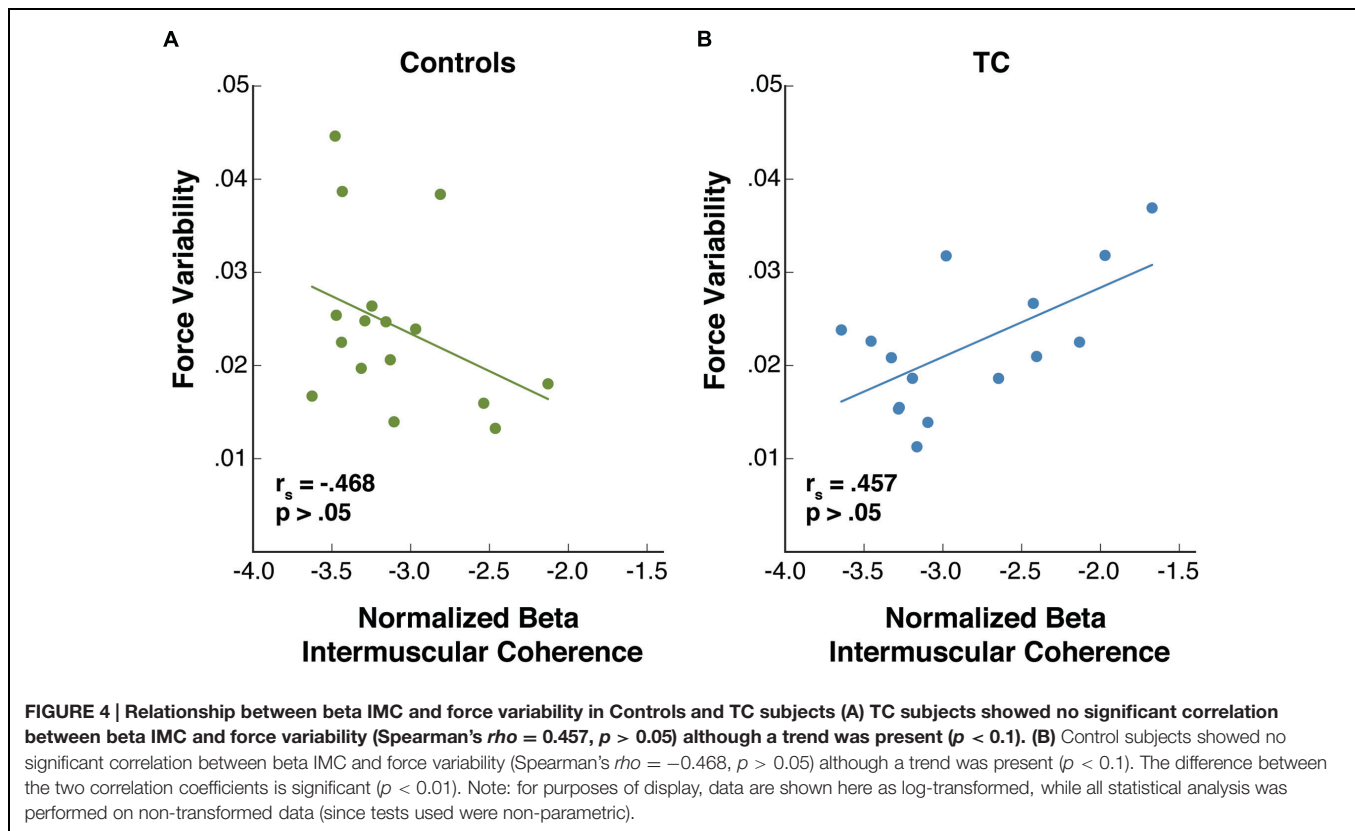 A
Controls
.05
.04
.03
.02
.01
Force Variability
r_s = -.468
p > .05
-4.0 -3.5 -3.0 -2.5 -2.0 -1.5
Normalized Beta
Intermuscular Coherence
B
TC
.05
.04
.03
.02
.01
Force Variability
r_s = .457
p > .05
-4.0 -3.5 -3.0 -2.5 -2.0 -1.5
Normalized Beta
Intermuscular Coherence
FIGURE 4 | Relationship between beta IMC and force variability in Controls and TC subjects (A) TC subjects showed no significant correlation
between beta IMC and force variability (Spearman's rho = 0.457, p > 0.05) although a trend was present (p < 0.1). (B) Control subjects showed no
significant correlation between beta IMC and force variability (Spearman's rho = −0.468, p > 0.05) although a trend was present (p < 0.1). The difference between
the two correlation coefficients is significant (p < 0.01). Note: for purposes of display, data are shown here as log-transformed, while all statistical analysis was
performed on non-transformed data (since tests used were non-parametric).